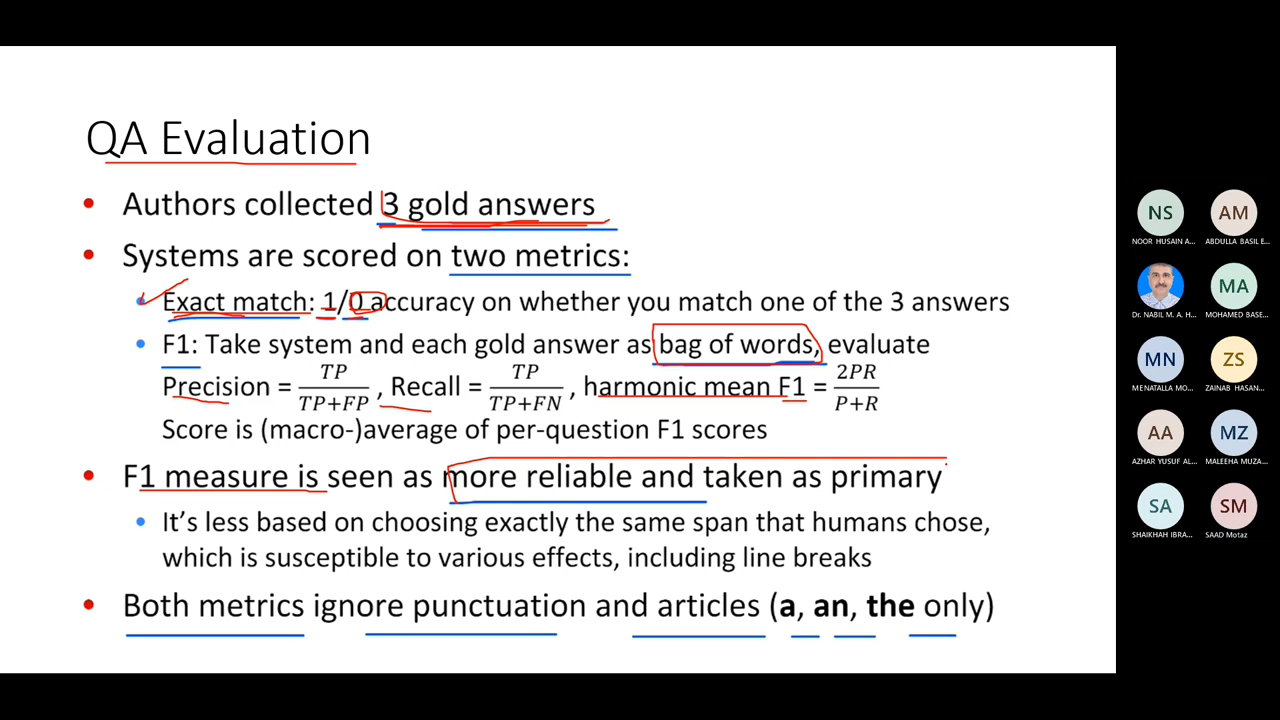 QA Evaluation
• Authors collected 3 gold answers
• Systems are scored on two metrics:
• Exact match: 1/0 accuracy on whether you match one of the 3 answers
• F1: Take system and each gold answer as bag of words, evaluate
Precision = TP/TP+FP , Recall = TP/TP+FN , harmonic mean F1 = 2PR/P+R
Score is (macro-)average of per-question F1 scores
• F1 measure is seen as more reliable and taken as primary
• It's less based on choosing exactly the same span that humans chose,
which is susceptible to various effects, including line breaks
• Both metrics ignore punctuation and articles (a, an, the only)
NS AM
NOOR HUSAIN A... ABDULLA BASIL E...
MA
Dr. NABIL M. A. H... MOHAMED BASE...
MN ZS
MENATALLA MO... ZAINAB HASAN...
AA MZ
AZHAR YUSUF AL... MALEEHA MUZA...
SA SM
SHAIKHAH IBRA... SAAD Motaz